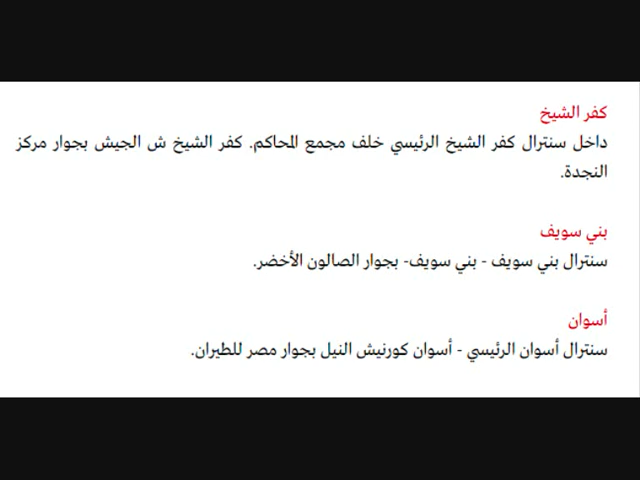 كفر الشيخ
داخل سنترال كفر الشيخ الرئيسي خلف مجمع المحاكم. كفر الشيخ ش الجيش بجوار مركز
النجدة.
بني سويف
سنترال بني سويف - بني سويف- بجوار الصالون الأخضر.
أسوان
سنترال أسوان الرئيسي - أسوان كورنيش النيل بجوار مصر للطيران.